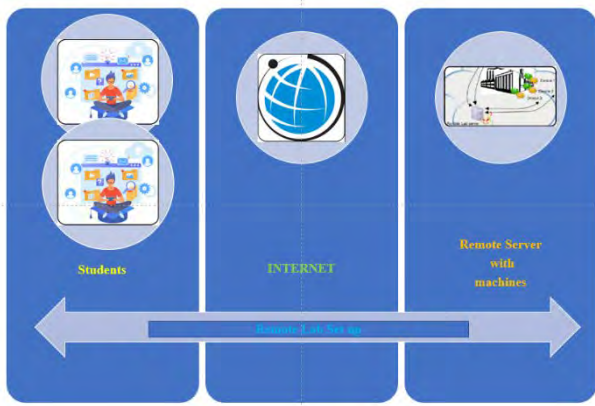 Students
INTERNET
Remote Server
with
machines
Remote Lab Set up